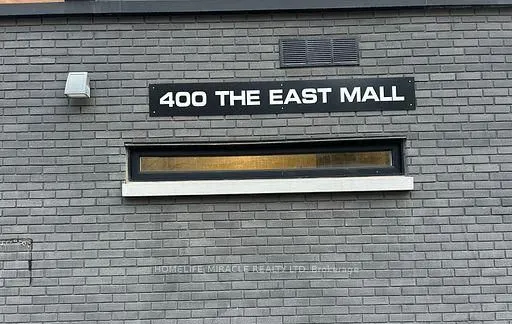 400 THE EAST MALL
HOMELIFE MIRACLE REALTY LTD. Brokerage